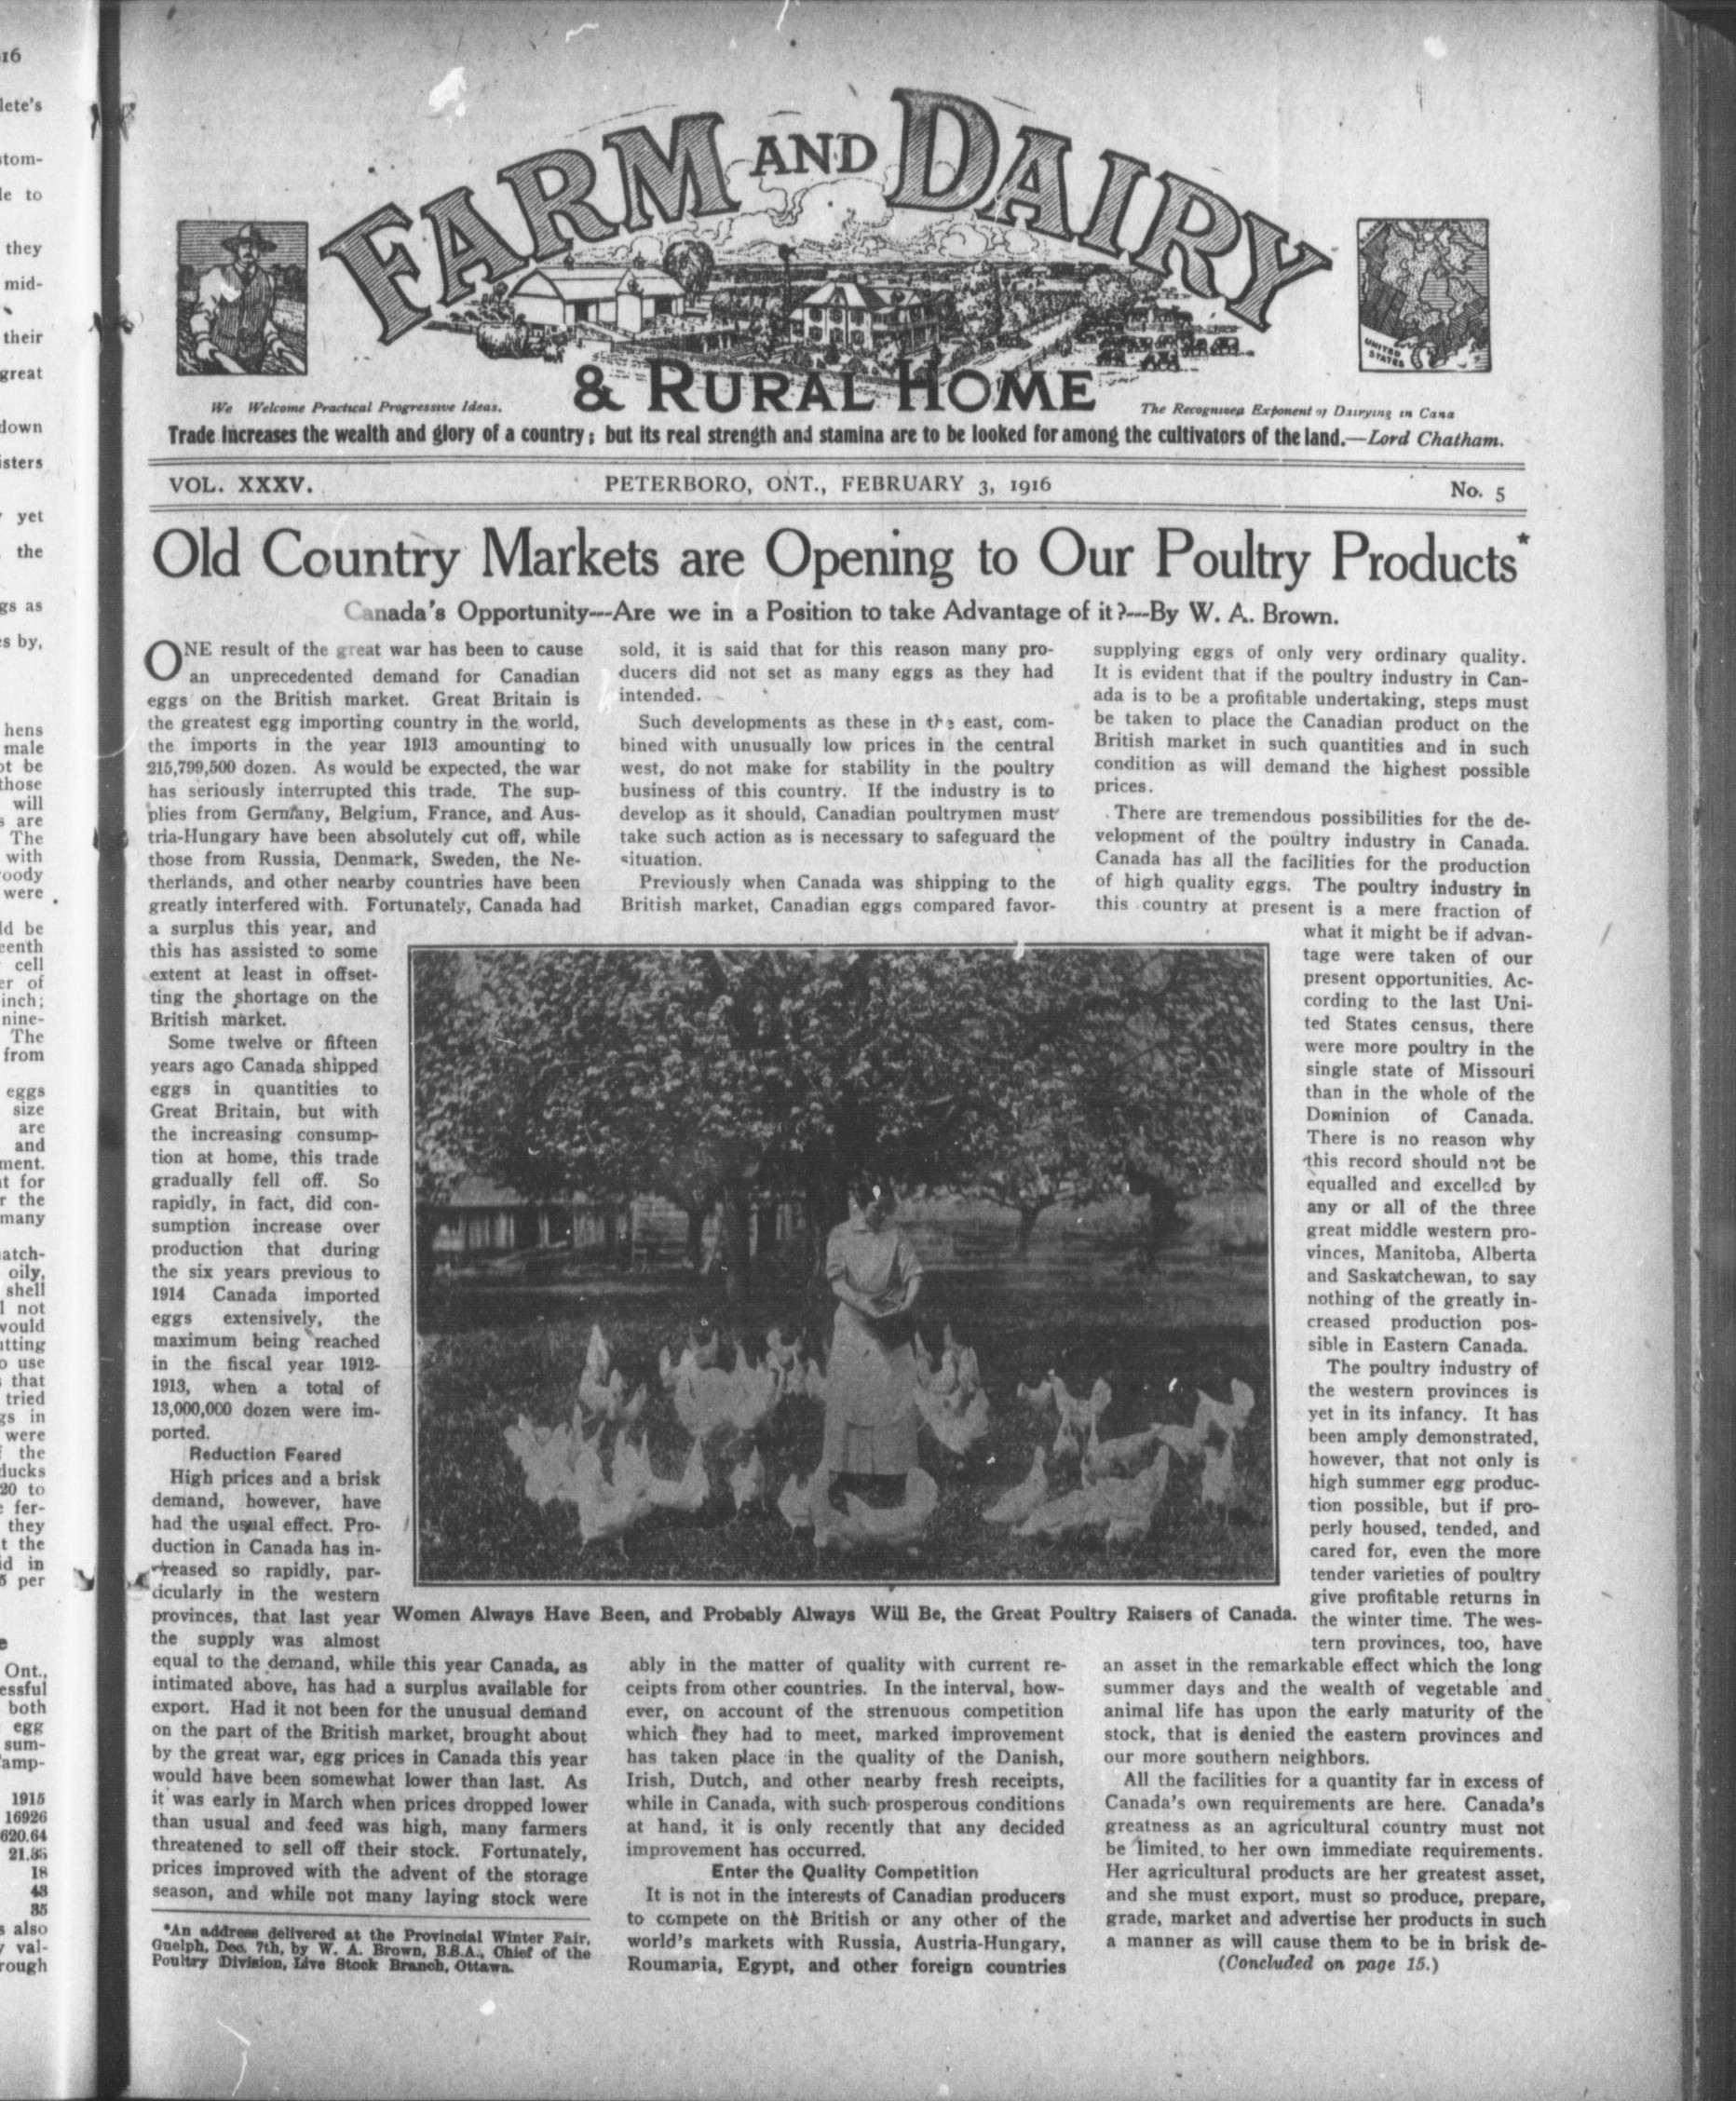 FARM AND DAIRY
& RURAL HOME
We Welcome Practical Progressive Ideas.
The Recognized Exponent of Dairying in Cana
Trade increases the wealth and glory of a country; but its real strength and stamina are to be looked for among the cultivators of the land.—Lord Chatham.
UNITED
STATES
VOL. XXXV.
PETERBORO, ONT., FEBRUARY 3, 1916
No. 5
Old Country Markets are Opening to Our Poultry Products*
Canada's Opportunity---Are we in a Position to take Advantage of it?---By W. A. Brown.
ONE result of the great war has been to cause
an unprecedented demand for Canadian
eggs on the British market. Great Britain is
the greatest egg importing country in the world,
the imports in the year 1913 amounting to
215,799,500 dozen. As would be expected, the war
has seriously interrupted this trade. The sup-
plies from Germany, Belgium, France, and Aus-
tria-Hungary have been absolutely cut off, while
those from Russia, Denmark, Sweden, the Ne-
therlands, and other nearby countries have been
greatly interfered with. Fortunately, Canada had
a surplus this year, and
this has assisted to some
extent at least in offset-
ting the shortage on the
British market.
Some twelve or fifteen
years ago Canada shipped
eggs in quantities to
Great Britain, but with
the increasing consump-
tion at home, this trade
gradually fell off. So
rapidly, in fact, did con-
sumption increase over
production that during
the six years previous to
1914 Canada imported
eggs extensively, the
maximum being reached
in the fiscal year 1912-
1913, when a total of
13,000,000 dozen were im-
ported.
Reduction Feared
High prices and a brisk
demand, however, have
had the usual effect. Pro-
duction in Canada has in-
creased so rapidly, par-
ticularly in the western
provinces, that last year
the supply was almost
equal to the demand, while this year Canada, as
intimated above, has had a surplus available for
export. Had it not been for the unusual demand
on the part of the British market, brought about
by the great war, egg prices in Canada this year
would have been somewhat lower than last. As
it was early in March when prices dropped lower
than usual and feed was high, many farmers
threatened to sell off their stock. Fortunately,
prices improved with the advent of the storage
season, and while not many laying stock were
*An address delivered at the Provincial Winter Fair,
Guelph, Dec. 7th, by W. A. Brown, B.S.A., Chief of the
Poultry Division, Live Stock Branch, Ottawa.
sold, it is said that for this reason many pro-
ducers did not set as many eggs as they had
intended.
Such developments as these in the east, com-
bined with unusually low prices in the central
west, do not make for stability in the poultry
business of this country. If the industry is to
develop as it should, Canadian poultrymen must
take such action as is necessary to safeguard the
situation.
Previously when Canada was shipping to the
British market, Canadian eggs compared favor-
Women Always Have Been, and Probably Always Will Be, the Great Poultry Raisers of Canada.
ably in the matter of quality with current re-
ceipts from other countries. In the interval, how-
ever, on account of the strenuous competition
which they had to meet, marked improvement
has taken place in the quality of the Danish,
Irish, Dutch, and other nearby fresh receipts,
while in Canada, with such prosperous conditions
at hand, it is only recently that any decided
improvement has occurred.
Enter the Quality Competition
It is not in the interests of Canadian producers
to compete on the British or any other of the
world's markets with Russia, Austria-Hungary,
Roumania, Egypt, and other foreign countries
supplying eggs of only very ordinary quality.
It is evident that if the poultry industry in Can-
ada is to be a profitable undertaking, steps must
be taken to place the Canadian product on the
British market in such quantities and in such
condition as will demand the highest possible
prices.
There are tremendous possibilities for the de-
velopment of the poultry industry in Canada.
Canada has all the facilities for the production
of high quality eggs. The poultry industry in
this country at present is a mere fraction of
what it might be if advan-
tage were taken of our
present opportunities. Ac-
cording to the last Uni-
ted States census, there
were more poultry in the
single state of Missouri
than in the whole of the
Dominion of Canada.
There is no reason why
this record should not be
equalled and excelled by
any or all of the three
great middle western pro-
vinces, Manitoba, Alberta
and Saskatchewan, to say
nothing of the greatly in-
creased production pos-
sible in Eastern Canada.
The poultry industry of
the western provinces is
yet in its infancy. It has
been amply demonstrated,
however, that not only is
high summer egg produc-
tion possible, but if pro-
perly housed, tended, and
cared for, even the more
tender varieties of poultry
give profitable returns in
the winter time. The wes-
tern provinces, too, have
an asset in the remarkable effect which the long
summer days and the wealth of vegetable and
animal life has upon the early maturity of the
stock, that is denied the eastern provinces and
our more southern neighbors.
All the facilities for a quantity far in excess of
Canada's own requirements are here. Canada's
greatness as an agricultural country must not
be limited to her own immediate requirements.
Her agricultural products are her greatest asset,
and she must export, must so produce, prepare,
grade, market and advertise her products in such
a manner as will cause them to be in brisk de-
(Concluded on page 15.)